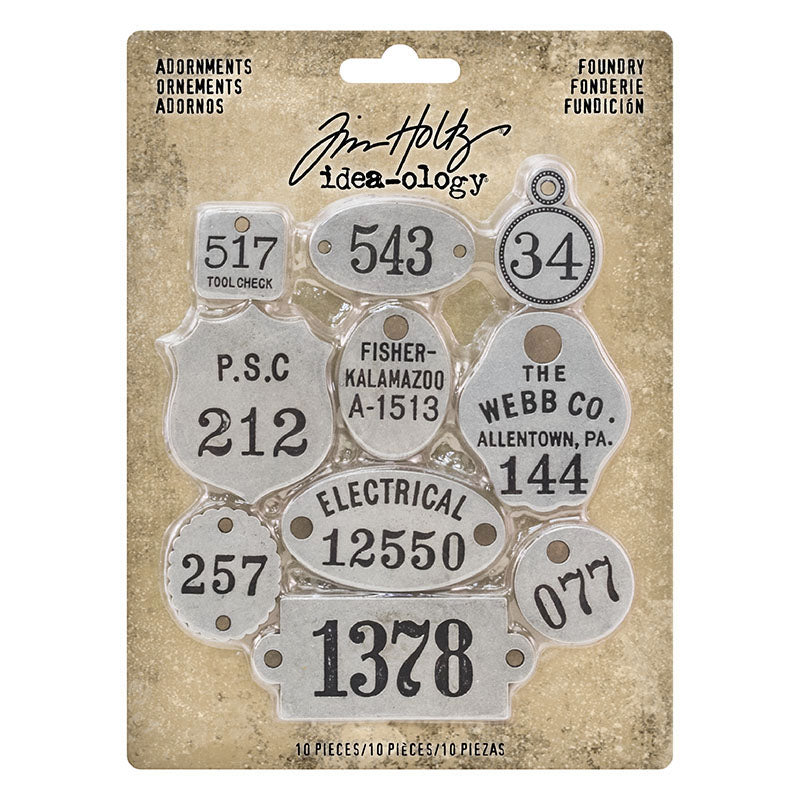 ADORNMENTS
ORNEMENTS
ADORNOS
FOUNDRY
FONDERIE
FUNDICIÓN
Tim Holtz
idea-ology
517
TOOL CHECK
543
34
P.S.C
212
FISHER-
KALAMAZOO
A-1513
THE
WEBB CO.
ALLENTOWN, PA.
144
ELECTRICAL
12550
257
077
1378
10 PIECES/10 PIÈCES/10 PIEZAS